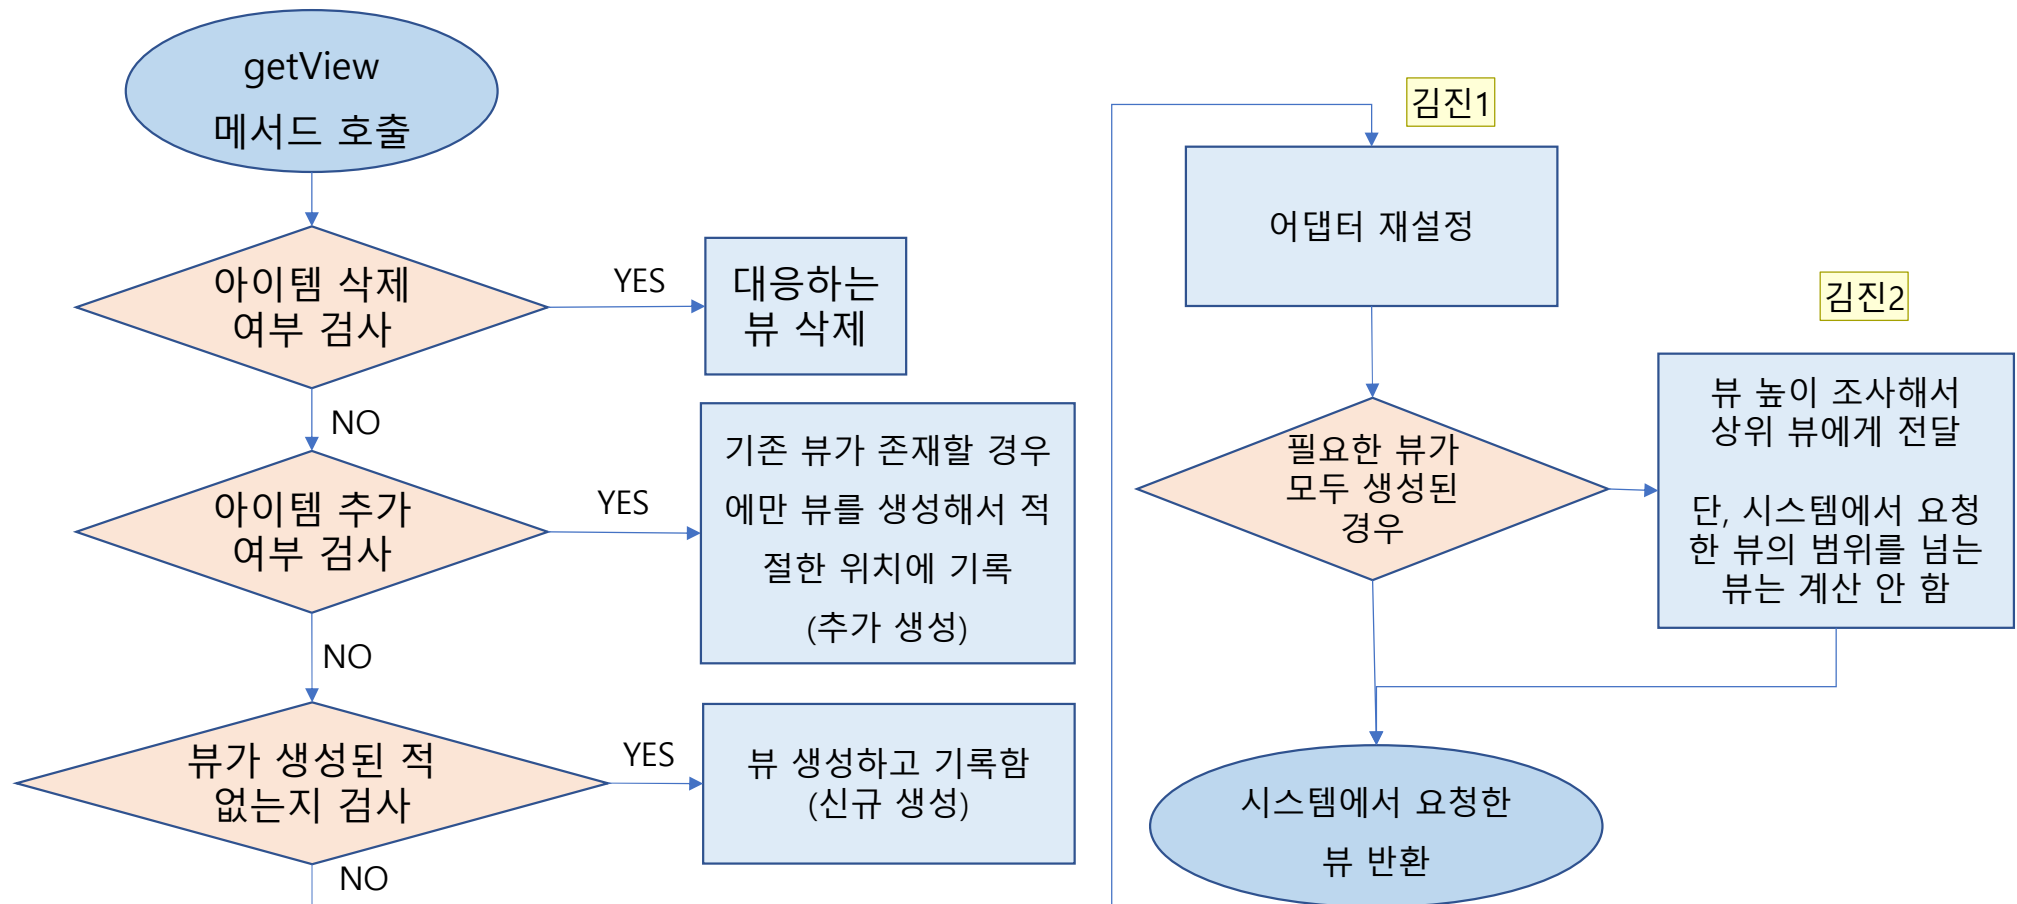 getView
메서드 호출
아이템 삭제
여부 검사
YES
대응하는
뷰 삭제
NO
아이템 추가
여부 검사
YES
기존 뷰가 존재할 경우
에만 뷰를 생성해서 적
절한 위치에 기록
(추가 생성)
NO
뷰가 생성된 적
없는지 검사
YES
뷰 생성하고 기록함
(신규 생성)
NO
김진1
어댑터 재설정
필요한 뷰가
모두 생성된
경우
김진2
뷰 높이 조사해서
상위 뷰에게 전달
단, 시스템에서 요청
한 뷰의 범위를 넘는
뷰는 계산 안 함
시스템에서 요청한
뷰 반환